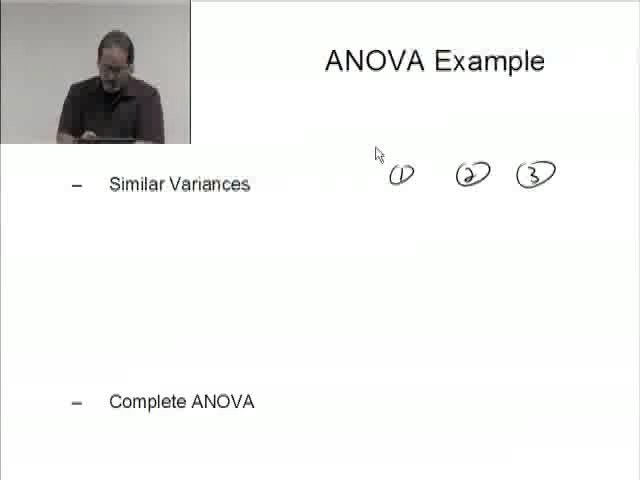 ANOVA Example
– Similar Variances
① ② ③
– Complete ANOVA